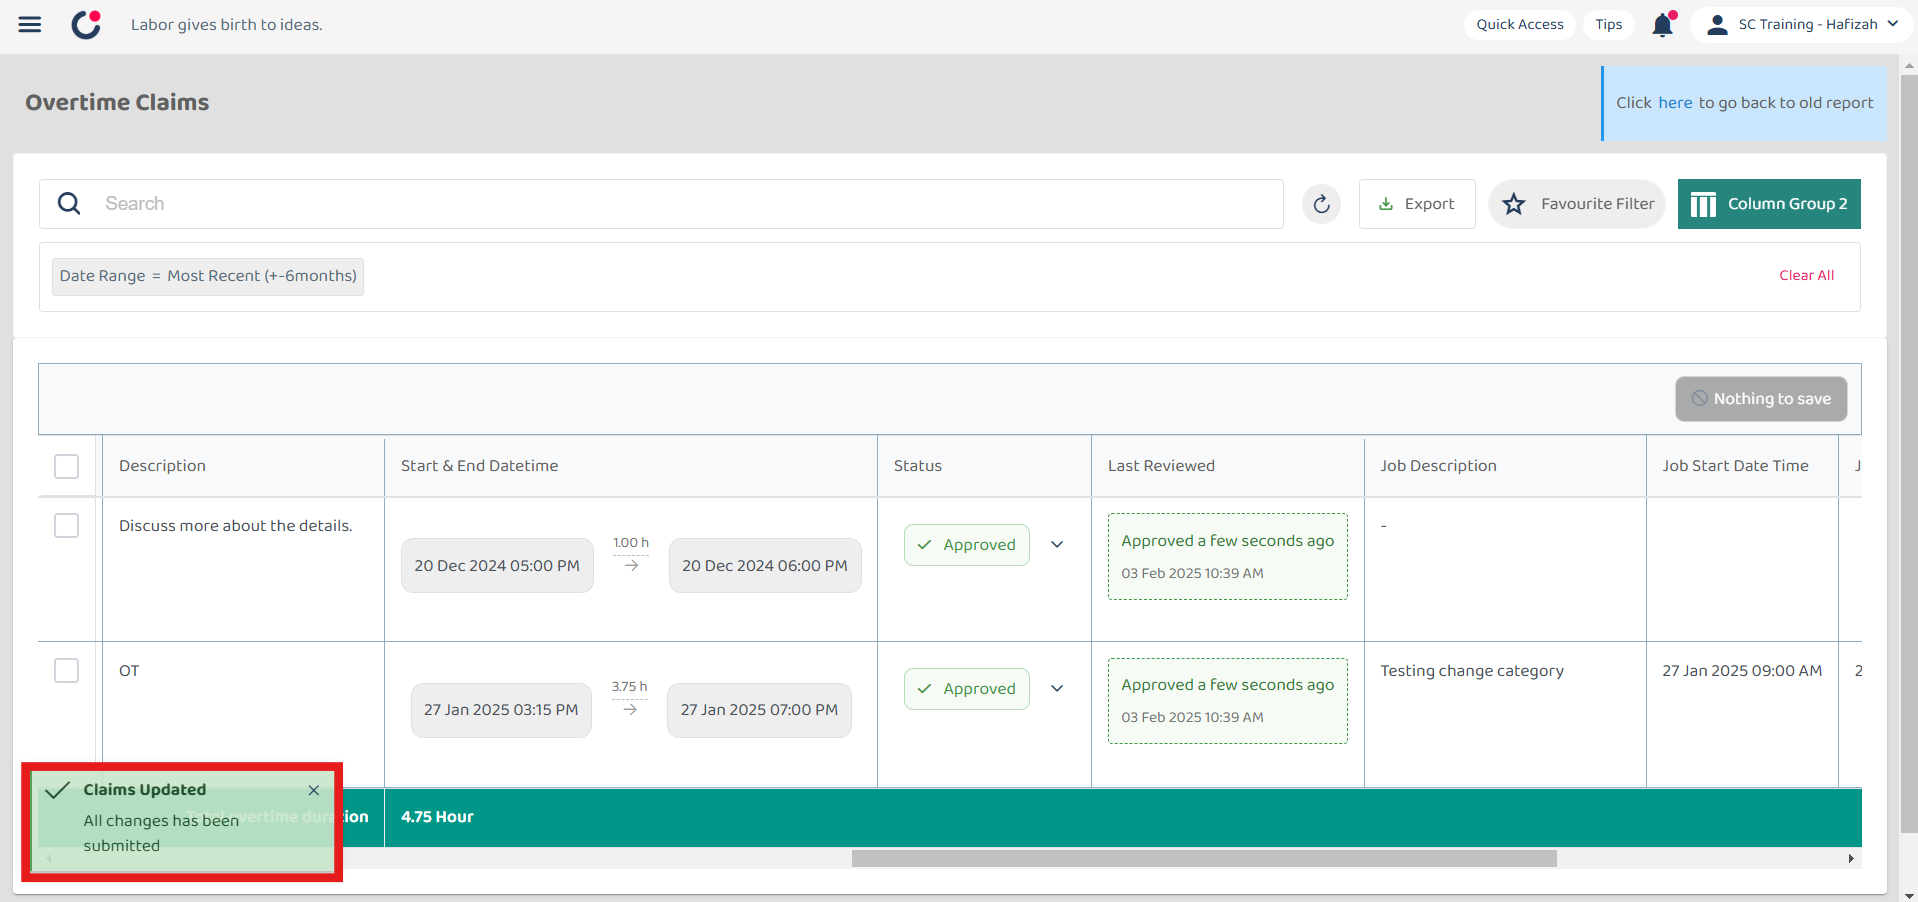 Labor gives birth to ideas.
Quick Access
Tips
SC Training - Hafizah
Overtime Claims
Click here to go back to old report
Search
Export
Favourite Filter
Column Group 2
Date Range = Most Recent (+-6months)
Clear All
Nothing to save
Description
Start & End Datetime
Status
Last Reviewed
Job Description
Job Start Date Time
J
Discuss more about the details.
20 Dec 2024 05:00 PM
1.00 h
20 Dec 2024 06:00 PM
Approved
Approved a few seconds ago
03 Feb 2025 10:39 AM
-
OT
27 Jan 2025 03:15 PM
3.75 h
27 Jan 2025 07:00 PM
Approved
Approved a few seconds ago
03 Feb 2025 10:39 AM
Testing change category
27 Jan 2025 09:00 AM
2
Total overtime duration
4.75 Hour
Claims Updated
All changes has been
submitted